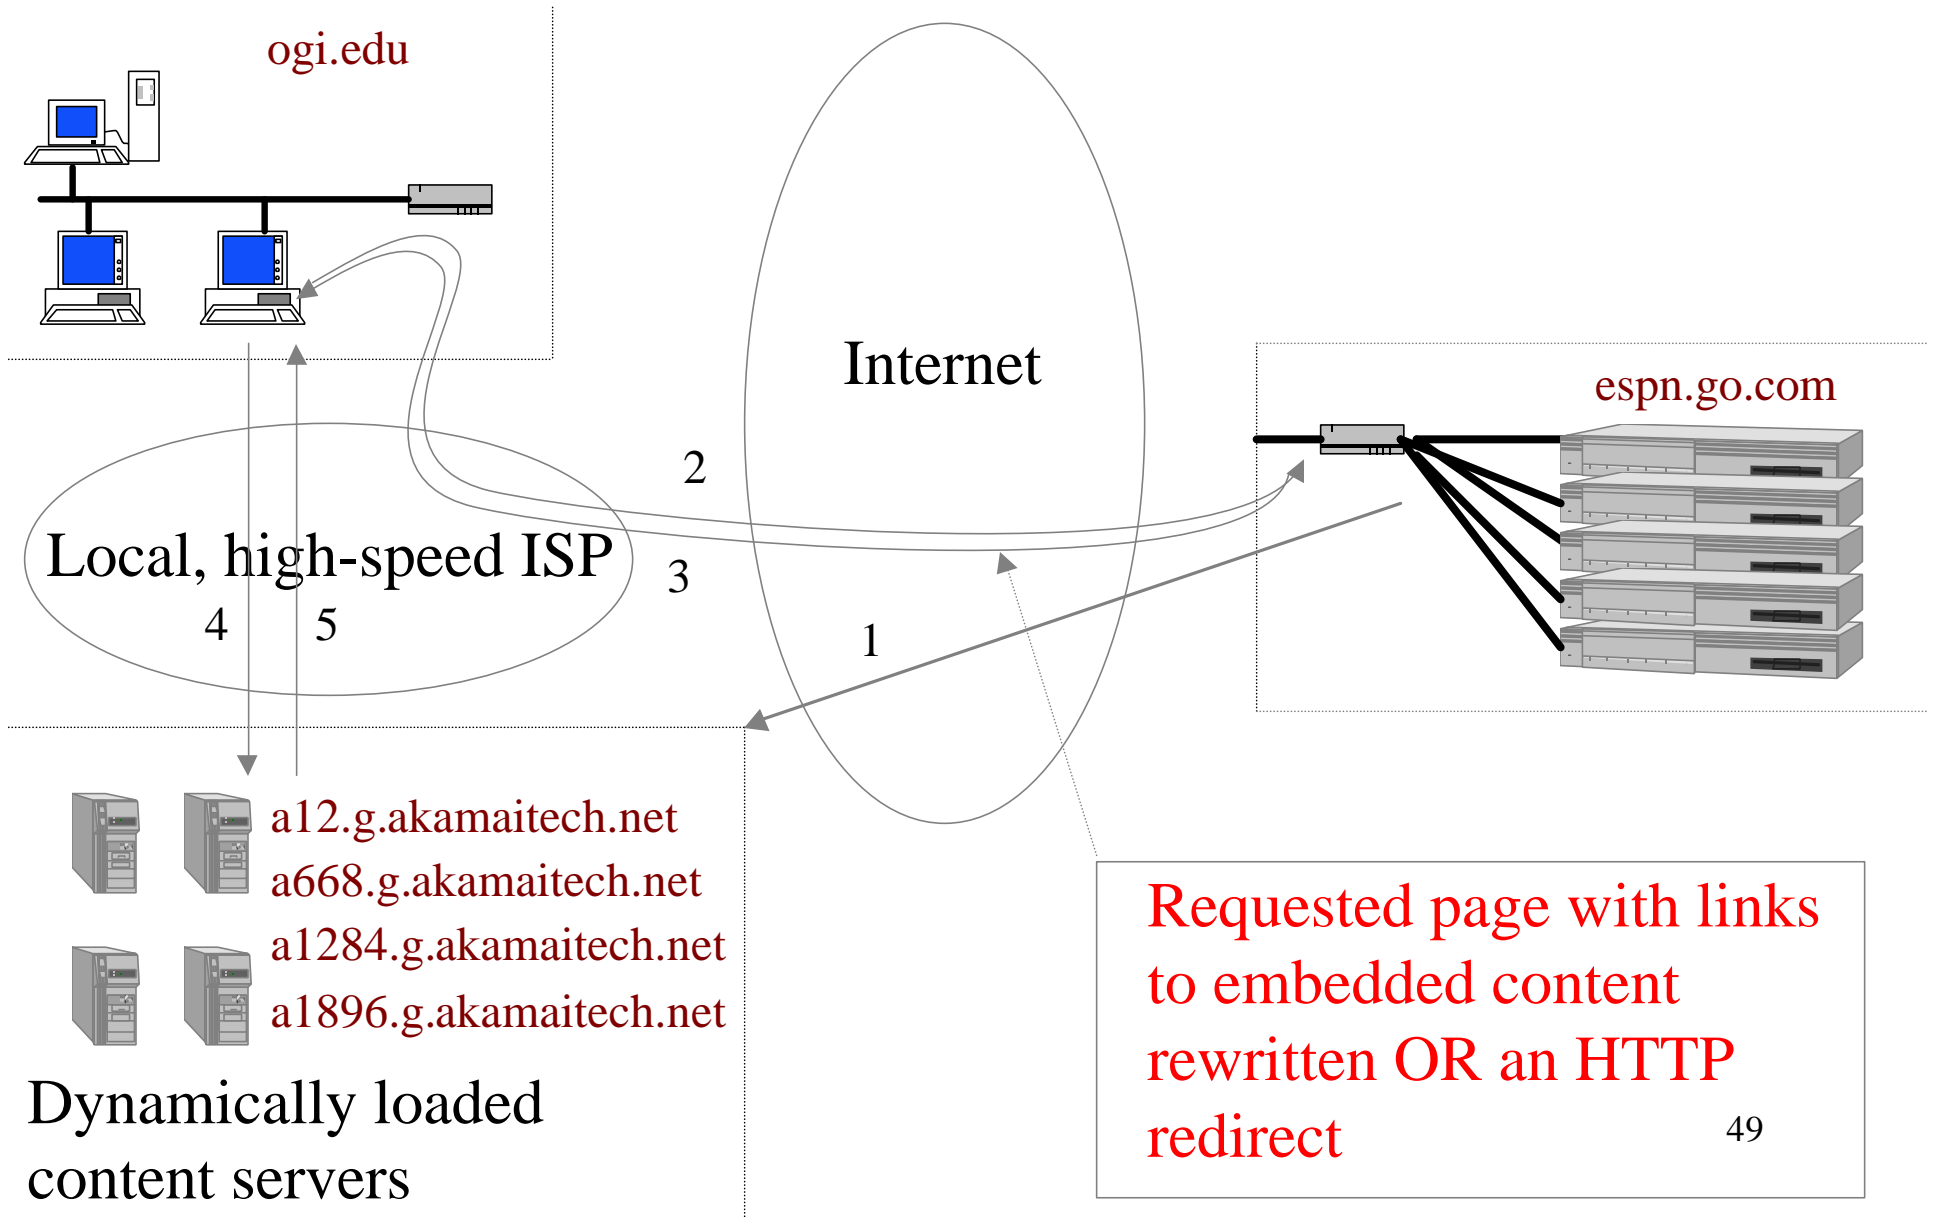 ogi.edu
Internet
espn.go.com
2
Local, high-speed ISP
3
4
5
1
a12.g.akamaitech.net
a668.g.akamaitech.net
a1284.g.akamaitech.net
a1896.g.akamaitech.net
Dynamically loaded
content servers
Requested page with links
to embedded content
rewritten OR an HTTP
redirect
49